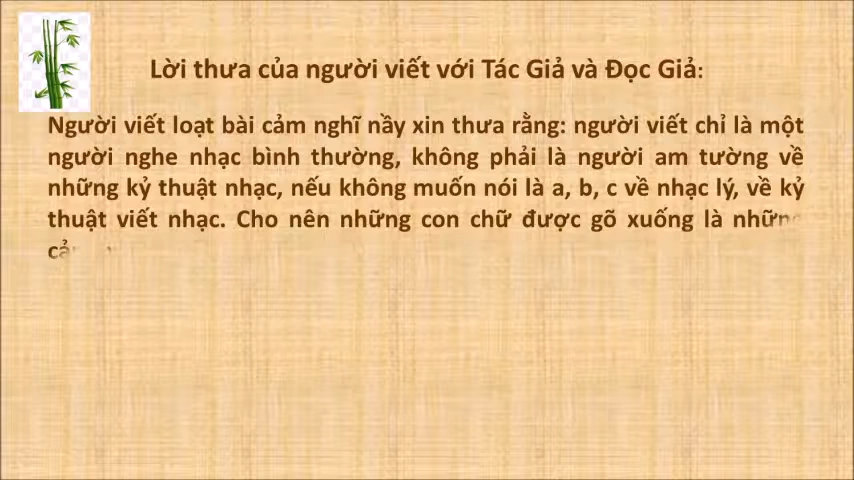 Lời thưa của người viết với Tác Giả và Đọc Giả:
Người viết loạt bài cảm nghĩ nầy xin thưa rằng: người viết chỉ là một
người nghe nhạc bình thường, không phải là người am tường về
những kỷ thuật nhạc, nếu không muốn nói là a, b, c về nhạc lý, về kỷ
thuật viết nhạc. Cho nên những con chữ được gõ xuống là những